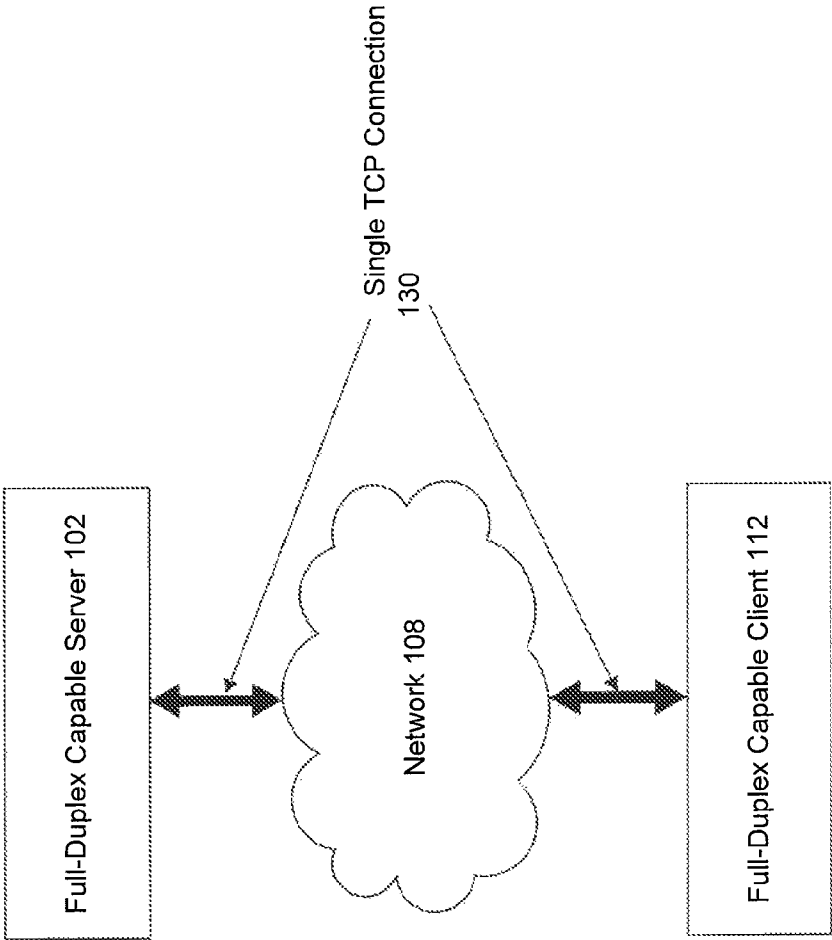 Full-Duplex Capable Server 102
Network 108
Full-Duplex Capable Client 112
Single TCP Connection
130